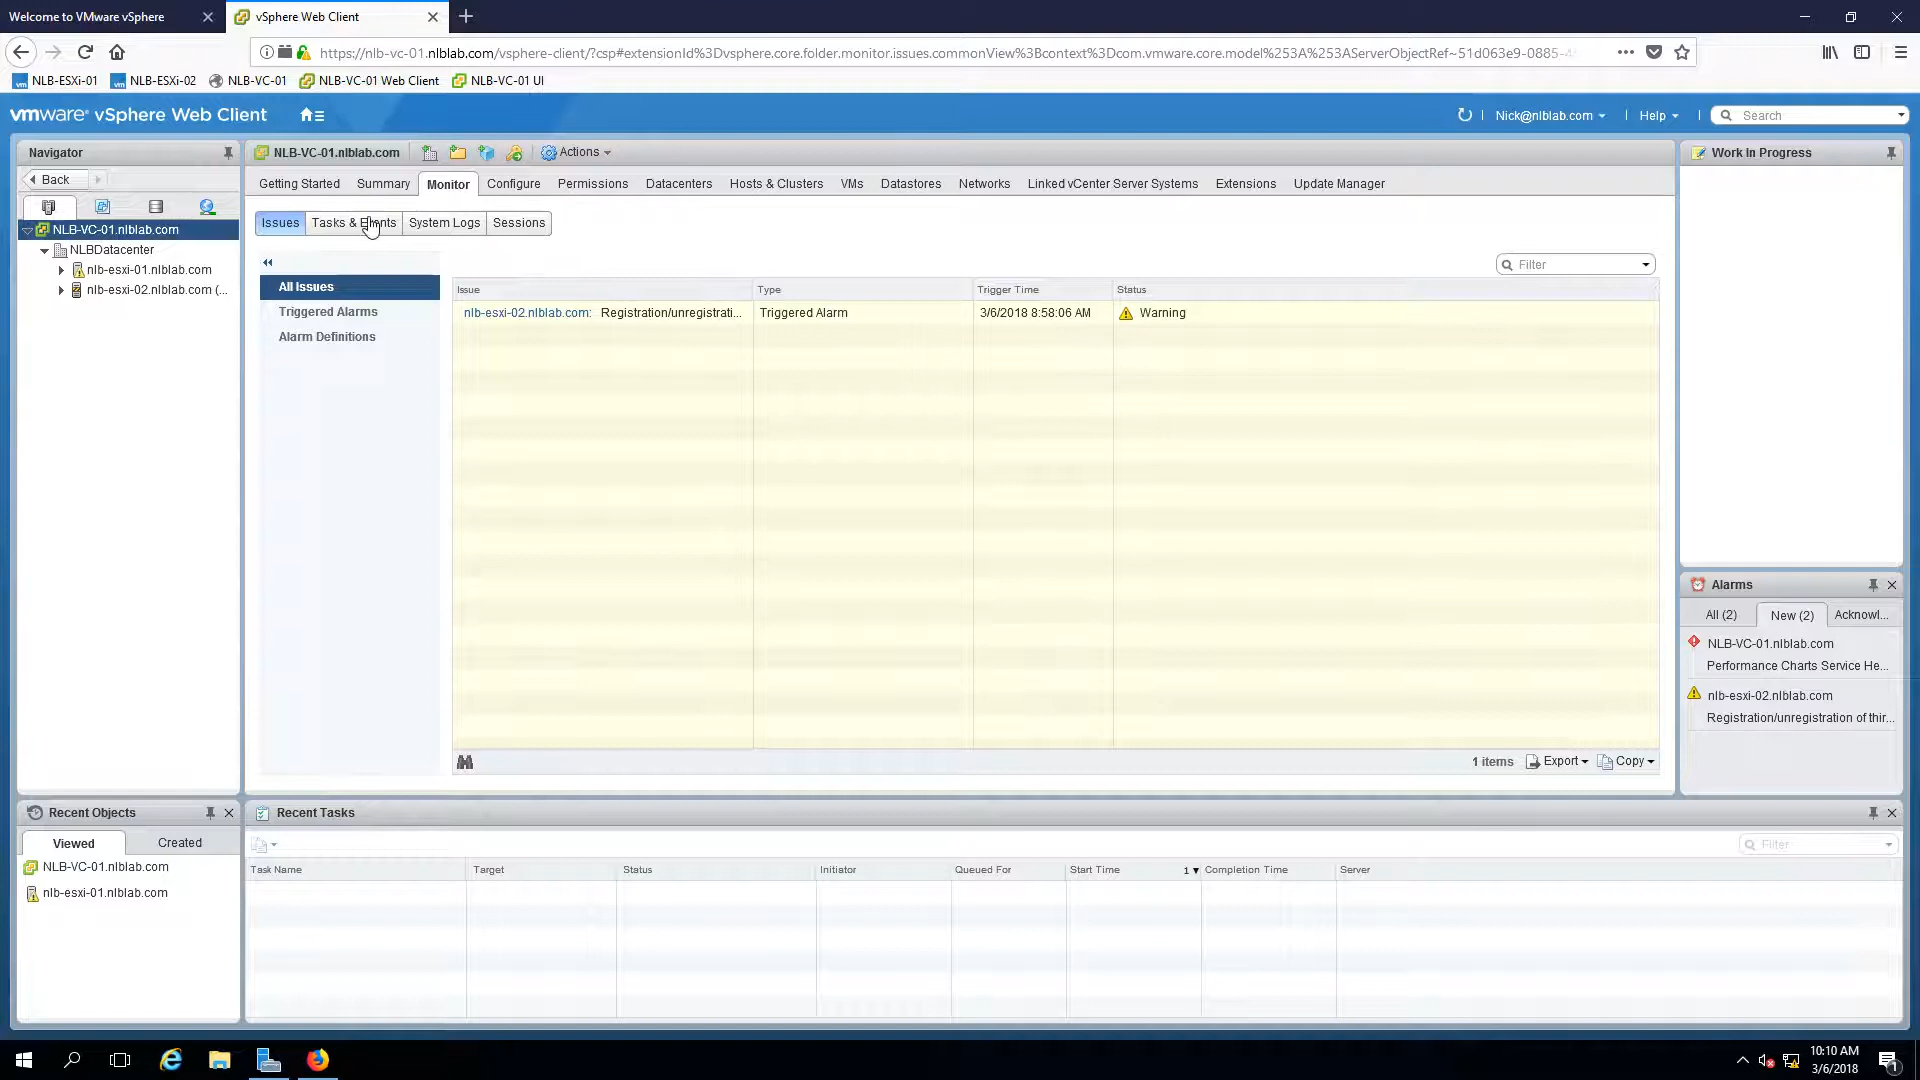 Welcome to VMware vSphere
vSphere Web Client
https://nlb-vc-01.nlblab.com/vsphere-client/?csp#extensionId%3Dvsphere.core.folder.monitor.issues.commonView%3Bcontext%3Dcom.vmware.core.model%253A%253AServerObjectRef~51d063e9-0885-4
NLB-ESXi-01
NLB-ESXi-02
NLB-VC-01
NLB-VC-01 Web Client
NLB-VC-01 UI
vmware® vSphere Web Client
Nick@nlblab.com
Help
Search
Navigator
Back
NLB-VC-01.nlblab.com
NLBDatacenter
nlb-esxi-01.nlblab.com
nlb-esxi-02.nlblab.com (...
NLB-VC-01.nlblab.com
Actions
Getting Started
Summary
Monitor
Configure
Permissions
Datacenters
Hosts & Clusters
VMs
Datastores
Networks
Linked vCenter Server Systems
Extensions
Update Manager
Issues
Tasks & Events
System Logs
Sessions
All Issues
Triggered Alarms
Alarm Definitions
Filter
Issue
Type
Trigger Time
Status
nlb-esxi-02.nlblab.com: Registration/unregistrati...
Triggered Alarm
3/6/2018 8:58:06 AM
Warning
1 items
Export
Copy
Work In Progress
Alarms
All (2)
New (2)
Acknowl...
NLB-VC-01.nlblab.com
Performance Charts Service He...
nlb-esxi-02.nlblab.com
Registration/unregistration of thir...
Recent Objects
Viewed
Created
NLB-VC-01.nlblab.com
nlb-esxi-01.nlblab.com
Recent Tasks
Filter
Task Name
Target
Status
Initiator
Queued For
Start Time
1
Completion Time
Server
10:10 AM
3/6/2018
1